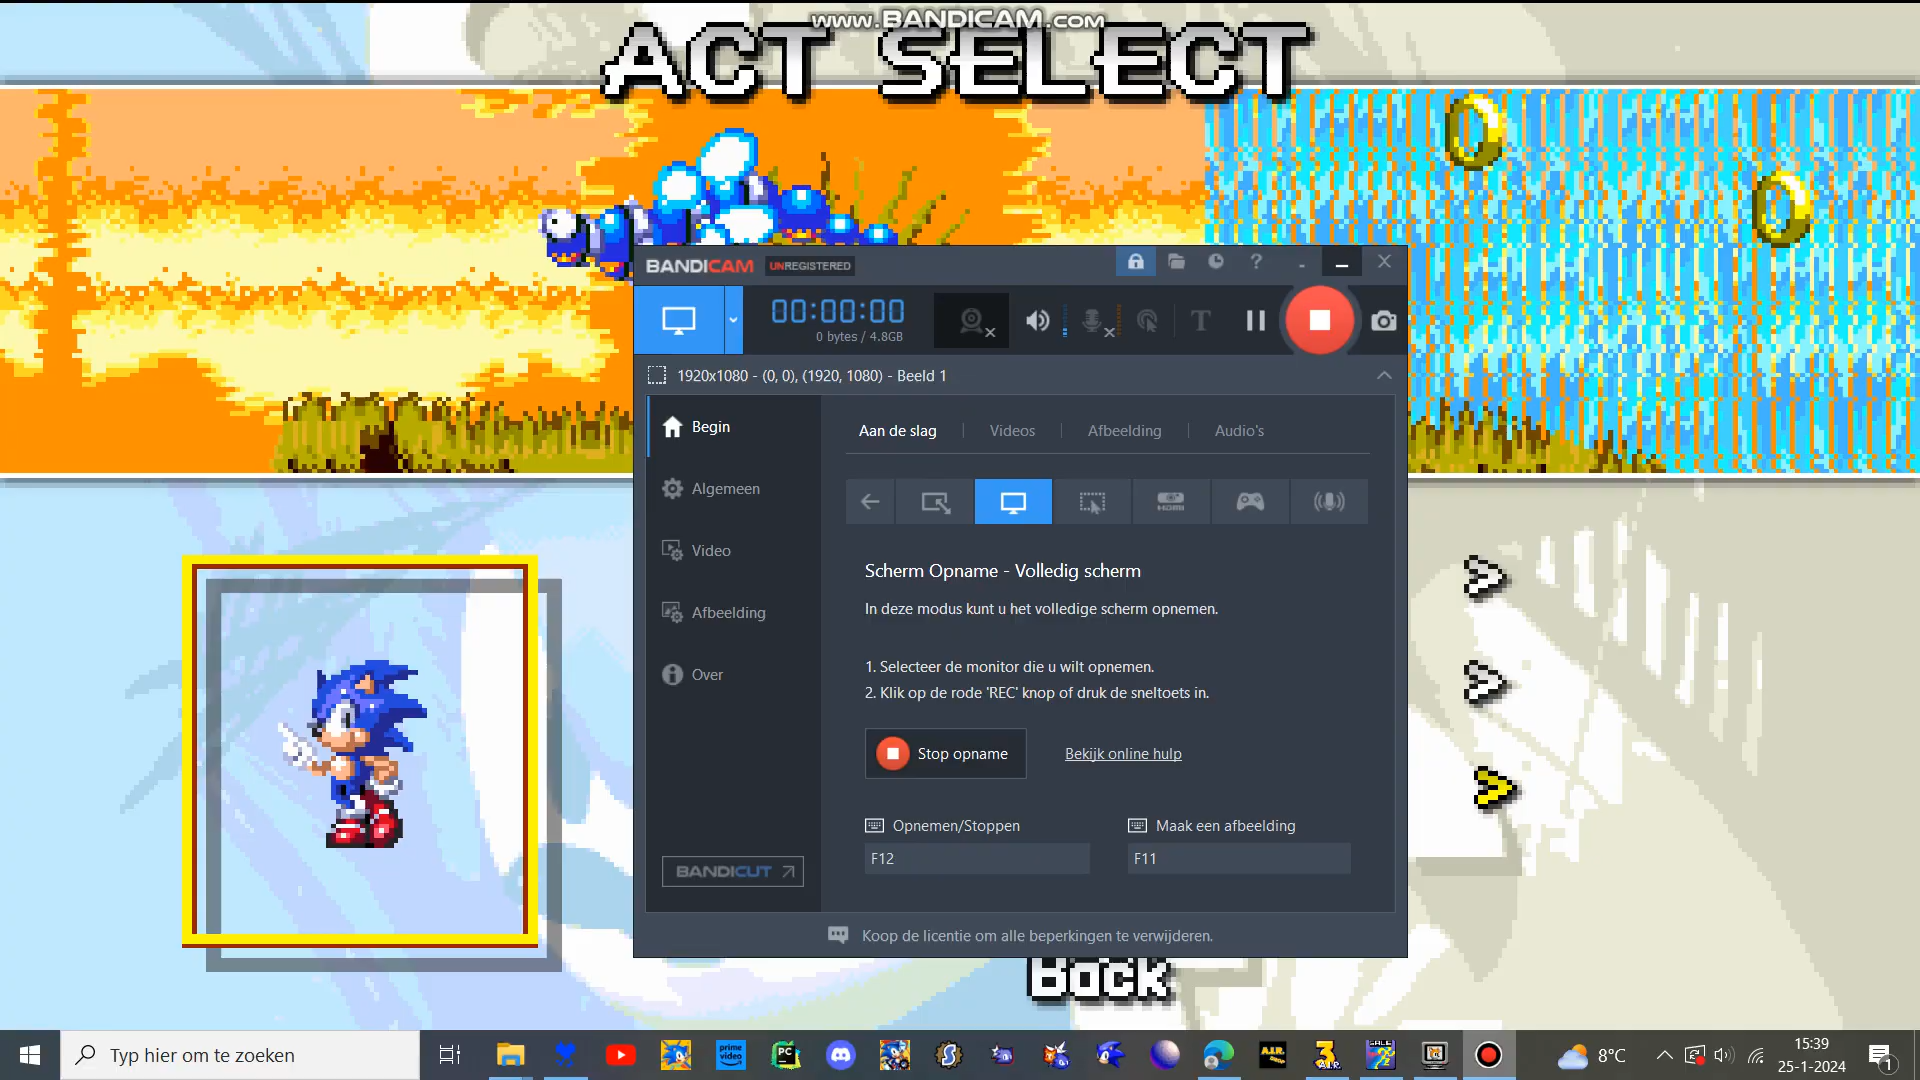 www.BANDICAM.com
ACT SELECT
BANDICAM UNREGISTERED
00:00:00
0 bytes / 4.8GB
1920x1080 - (0, 0), (1920, 1080) - Beeld 1
Begin
Algemeen
Video
Afbeelding
Over
BANDICUT
Aan de slag
Videos
Afbeelding
Audio's
HDMI
Scherm Opname - Volledig scherm
In deze modus kunt u het volledige scherm opnemen.
1. Selecteer de monitor die u wilt opnemen.
2. Klik op de rode 'REC' knop of druk de sneltoets in.
Stop opname
Bekijk online hulp
Opnemen/Stoppen
F12
Maak een afbeelding
F11
Koop de licentie om alle beperkingen te verwijderen.
Back
Typ hier om te zoeken
prime video
PC
A.I.R.
8°C
15:39
25-1-2024
1